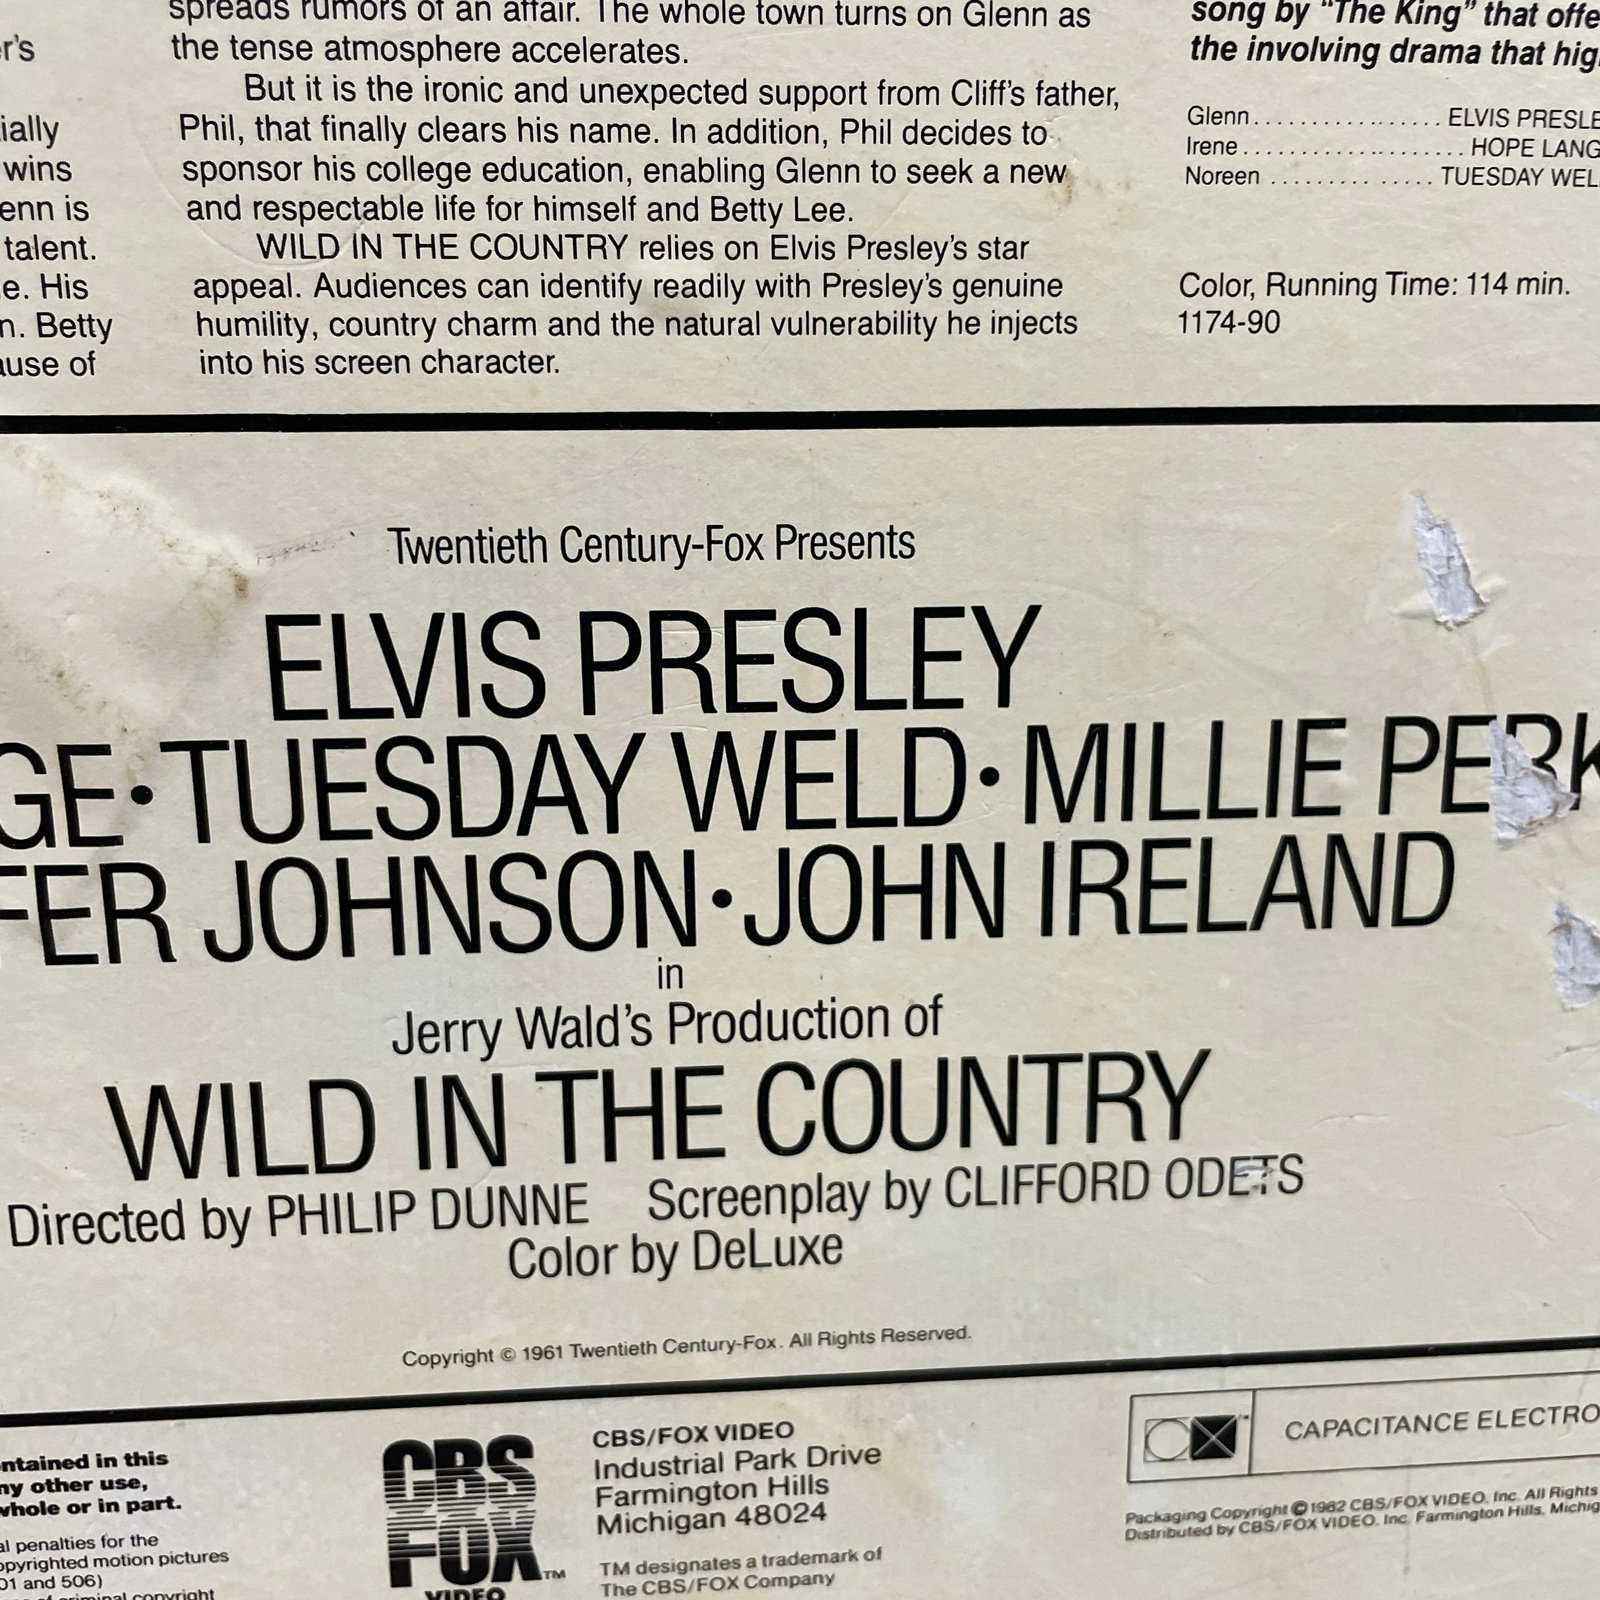 spreads rumors of an affair. The whole town turns on Glenn as
the tense atmosphere accelerates.
But it is the ironic and unexpected support from Cliff's father,
Phil, that finally clears his name. In addition, Phil decides to
sponsor his college education, enabling Glenn to seek a new
and respectable life for himself and Betty Lee.
WILD IN THE COUNTRY relies on Elvis Presley's star
appeal. Audiences can identify readily with Presley's genuine
humility, country charm and the natural vulnerability he injects
into his screen character.
er's
ially
wins
enn is
talent.
e. His
n. Betty
ause of
song by "The King" that offe
the involving drama that hig
Glenn.................... ELVIS PRESLE
Irene..................... HOPE LANG
Noreen ............... TUESDAY WEL
Color, Running Time: 114 min.
1174-90
Twentieth Century-Fox Presents
ELVIS PRESLEY
GE·TUESDAY WELD·MILLIE PERK
FER JOHNSON·JOHN IRELAND
in
Jerry Wald's Production of
WILD IN THE COUNTRY
Directed by PHILIP DUNNE Screenplay by CLIFFORD ODETS
Color by DeLuxe
Copyright © 1961 Twentieth Century-Fox. All Rights Reserved.
ntained in this
ny other use,
whole or in part.
al penalties for the
opyrighted motion pictures
01 and 506)
of criminal copyright
CBS
FOX™
VIDEO
CBS/FOX VIDEO
Industrial Park Drive
Farmington Hills
Michigan 48024
TM designates a trademark of
The CBS/FOX Company
CAPACITANCE ELECTRO
Packaging Copyright © 1982 CBS/FOX VIDEO, Inc. All Rights
Distributed by CBS/FOX VIDEO, Inc. Farmington Hills, Michig